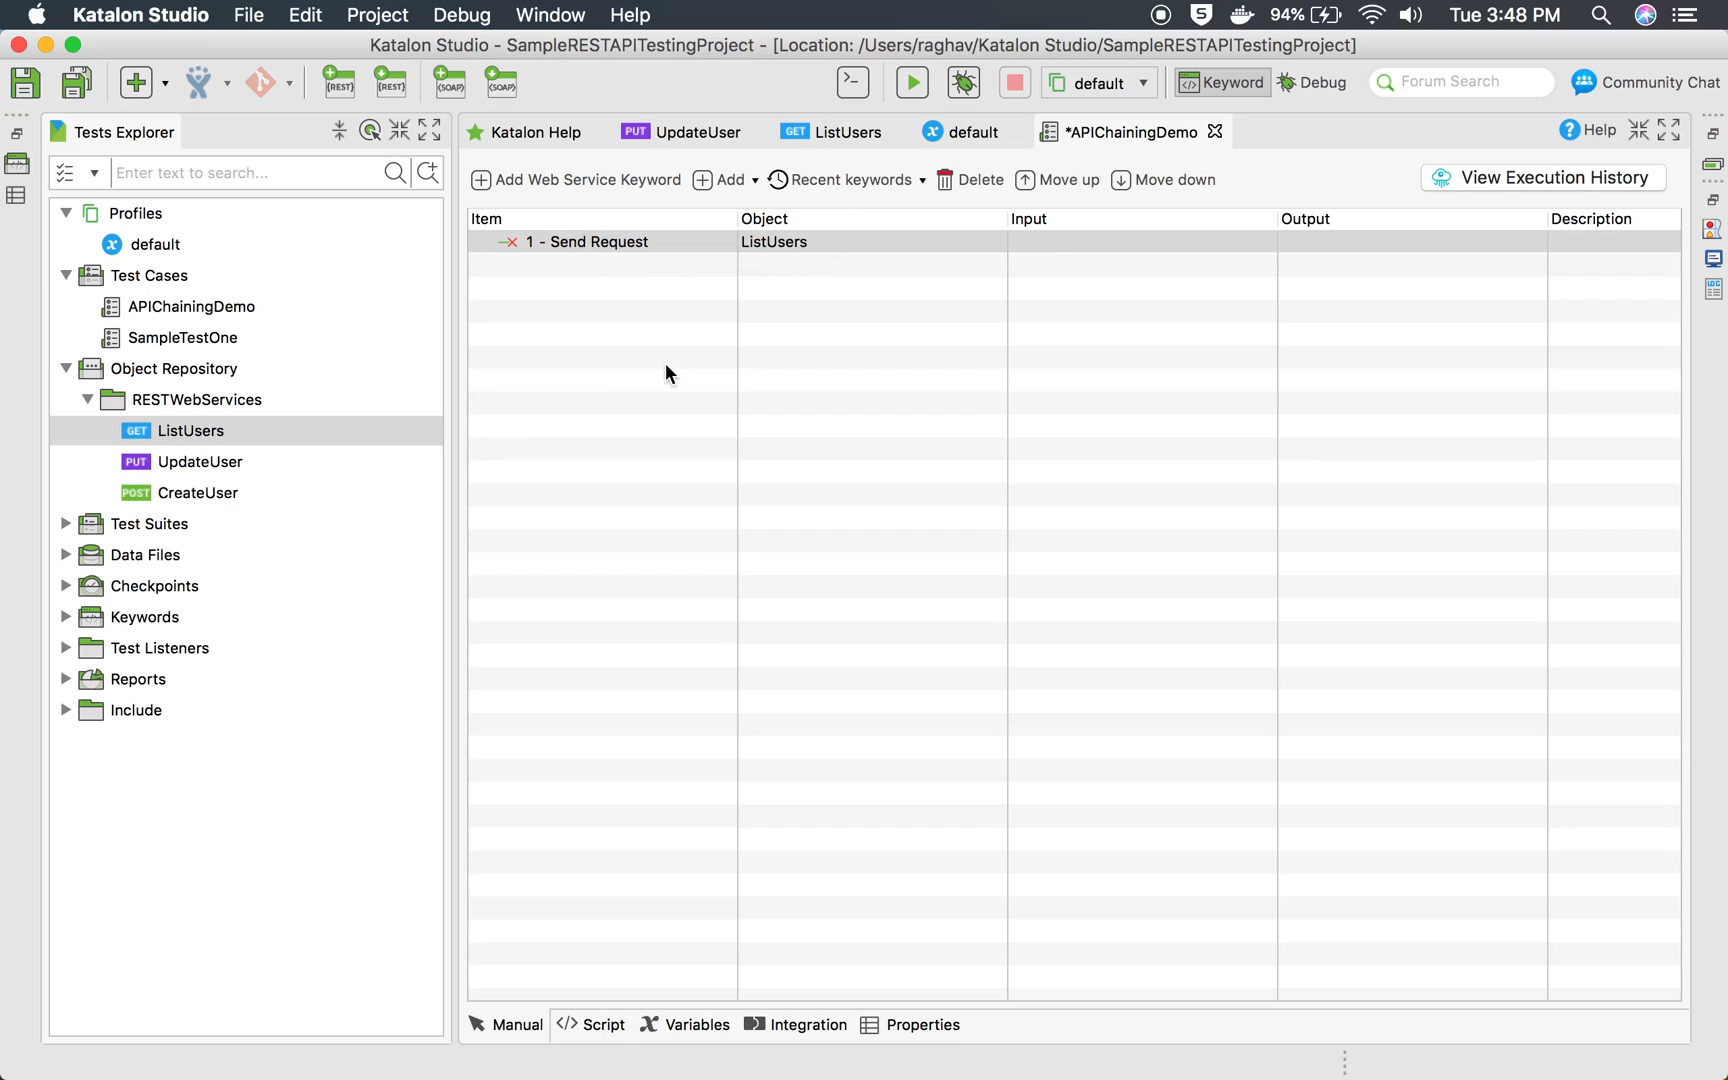 Katalon Studio File Edit Project Debug Window Help 94% Tue 3:48 PM
Katalon Studio - SampleRESTAPITestingProject - [Location: /Users/raghav/Katalon Studio/SampleRESTAPITestingProject]
{REST} {REST} {SOAP} {SOAP} default Keyword Debug Forum Search Community Chat
Tests Explorer
Katalon Help PUT UpdateUser GET ListUsers default *APIChainingDemo Help
Enter text to search...
Add Web Service Keyword Add Recent keywords Delete Move up Move down View Execution History
Item Object Input Output Description
1 - Send Request ListUsers
Profiles
default
Test Cases
APIChainingDemo
SampleTestOne
Object Repository
RESTWebServices
GET ListUsers
PUT UpdateUser
POST CreateUser
Test Suites
Data Files
Checkpoints
Keywords
Test Listeners
Reports
Include
Manual Script Variables Integration Properties